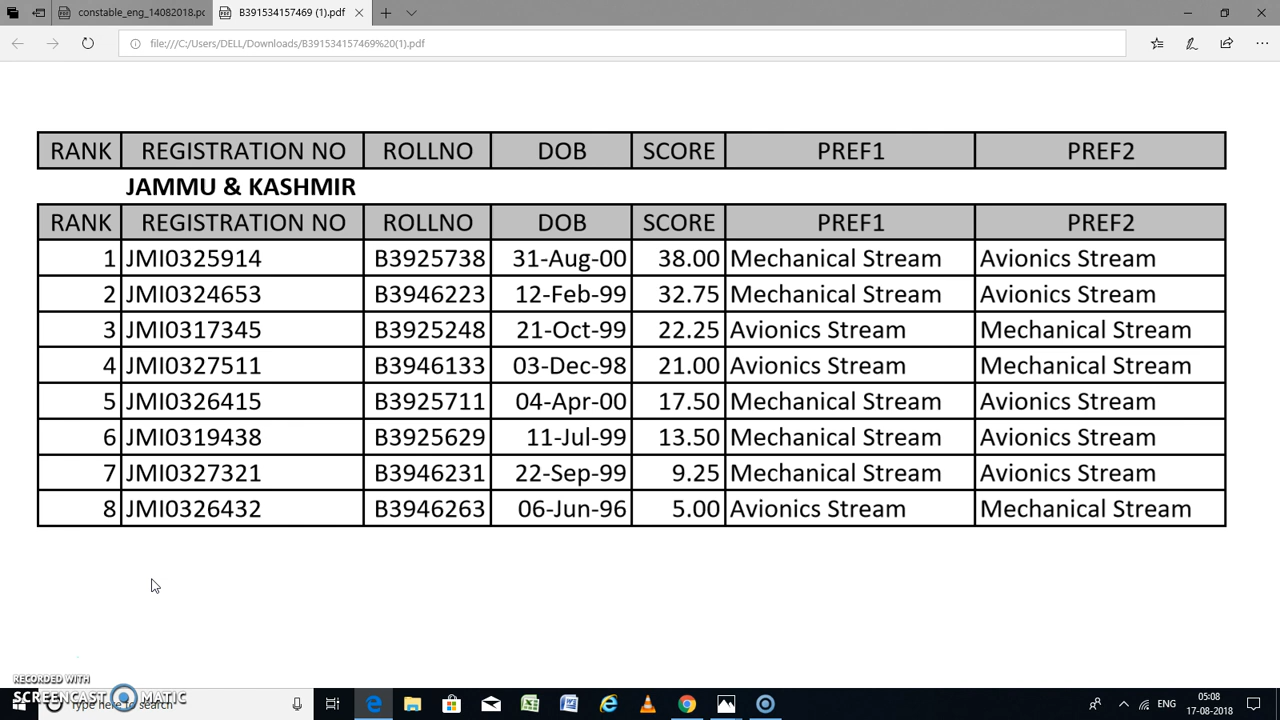 constable_eng_14082018.pc
B391534157469 (1).pdf
file:///C:/Users/DELL/Downloads/B391534157469%20(1).pdf
RANK REGISTRATION NO ROLLNO DOB SCORE PREF1 PREF2
JAMMU & KASHMIR
RANK REGISTRATION NO ROLLNO DOB SCORE PREF1 PREF2
1 JMI0325914 B3925738 31-Aug-00 38.00 Mechanical Stream Avionics Stream
2 JMI0324653 B3946223 12-Feb-99 32.75 Mechanical Stream Avionics Stream
3 JMI0317345 B3925248 21-Oct-99 22.25 Avionics Stream Mechanical Stream
4 JMI0327511 B3946133 03-Dec-98 21.00 Avionics Stream Mechanical Stream
5 JMI0326415 B3925711 04-Apr-00 17.50 Mechanical Stream Avionics Stream
6 JMI0319438 B3925629 11-Jul-99 13.50 Mechanical Stream Avionics Stream
7 JMI0327321 B3946231 22-Sep-99 9.25 Mechanical Stream Avionics Stream
8 JMI0326432 B3946263 06-Jun-96 5.00 Avionics Stream Mechanical Stream
RECORDED WITH
SCREENCAST MATIC
Type here to search
ENG
05:08
17-08-2018